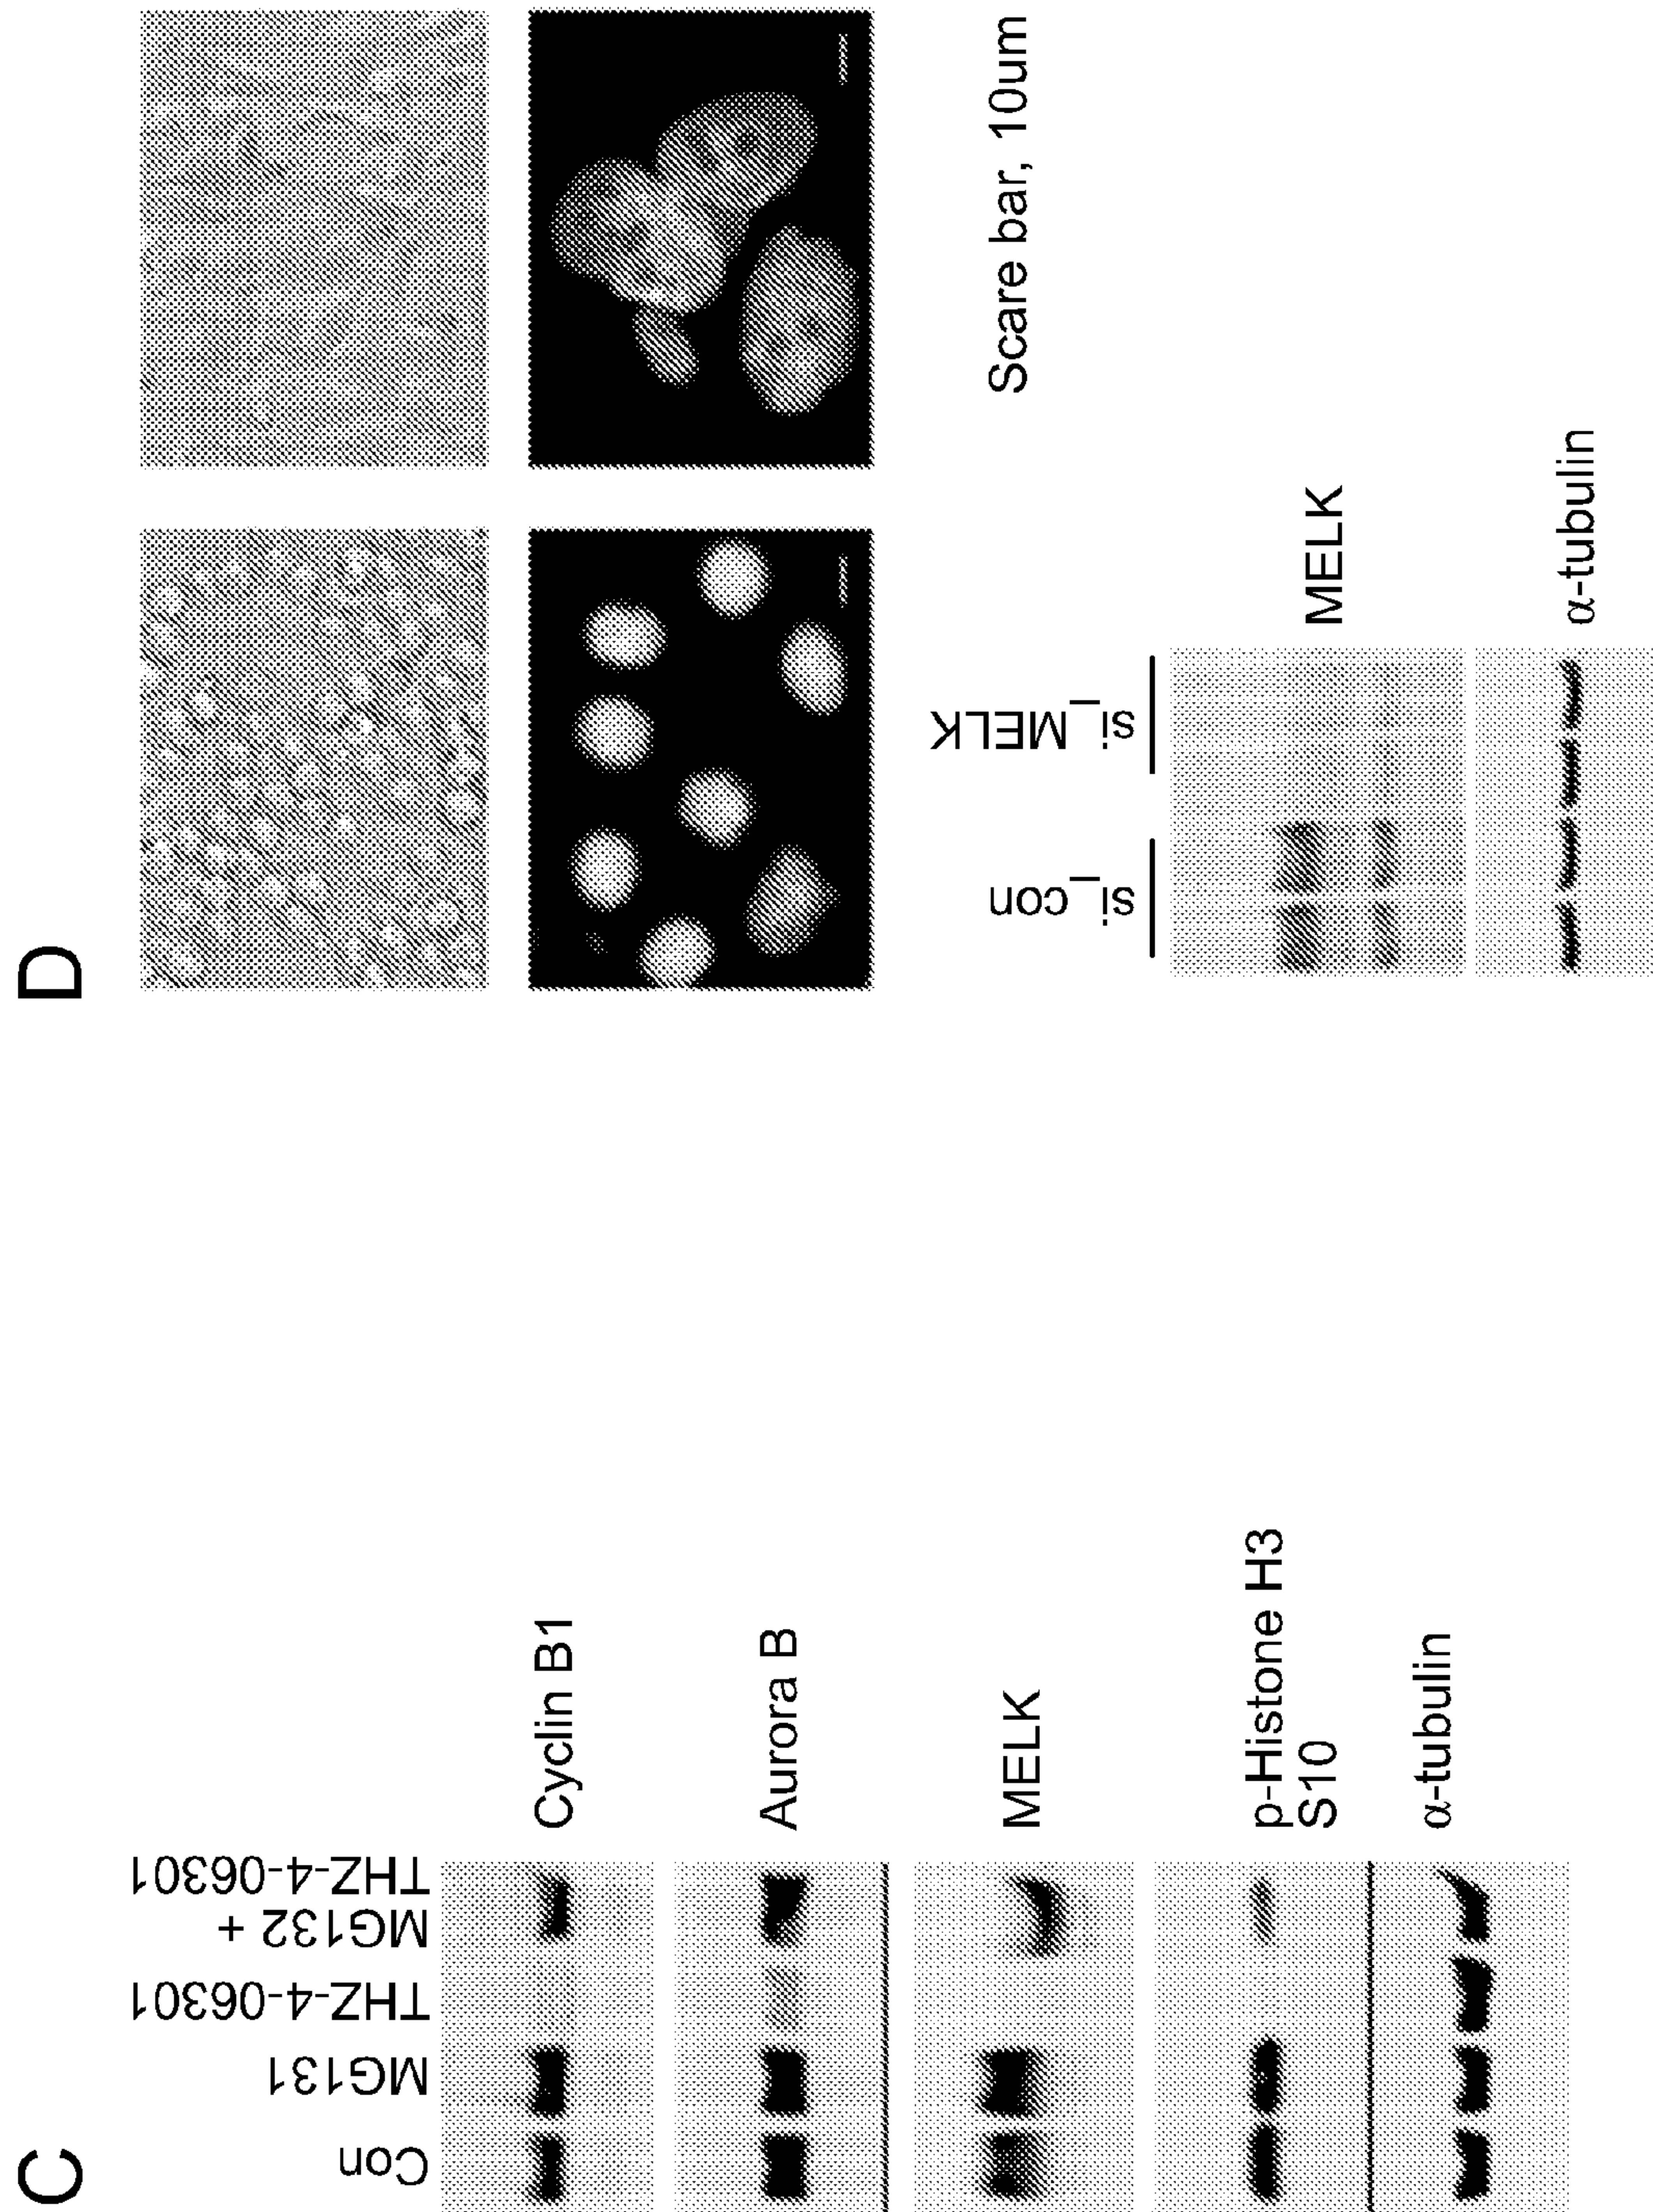 C
Con
MG131
THZ-4-06301
MG132 +
THZ-4-06301
Cyclin B1
Aurora B
MELK
p-Histone H3
S10
α-tubulin
D
Scare bar, 10um
si_con
si_MELK
MELK
α-tubulin